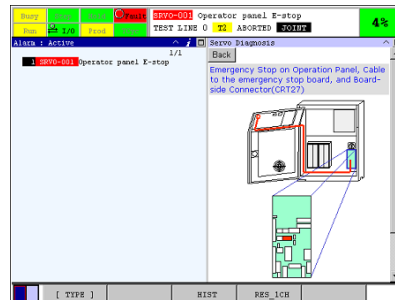 Busy
Fault
SRVO-001 Operator panel E-stop
Run
I/O
Prod
TEST LINE 0 T2 ABORTED JOINT
4%
Alarm : Active
1/1
1 SRVO-001 Operator panel E-stop
Servo Diagnosis
Back
Emergency Stop on Operation Panel, Cable
to the emergency stop board, and Board-
side Connector(CRT27)
[ TYPE ]
HIST
RES_1CH